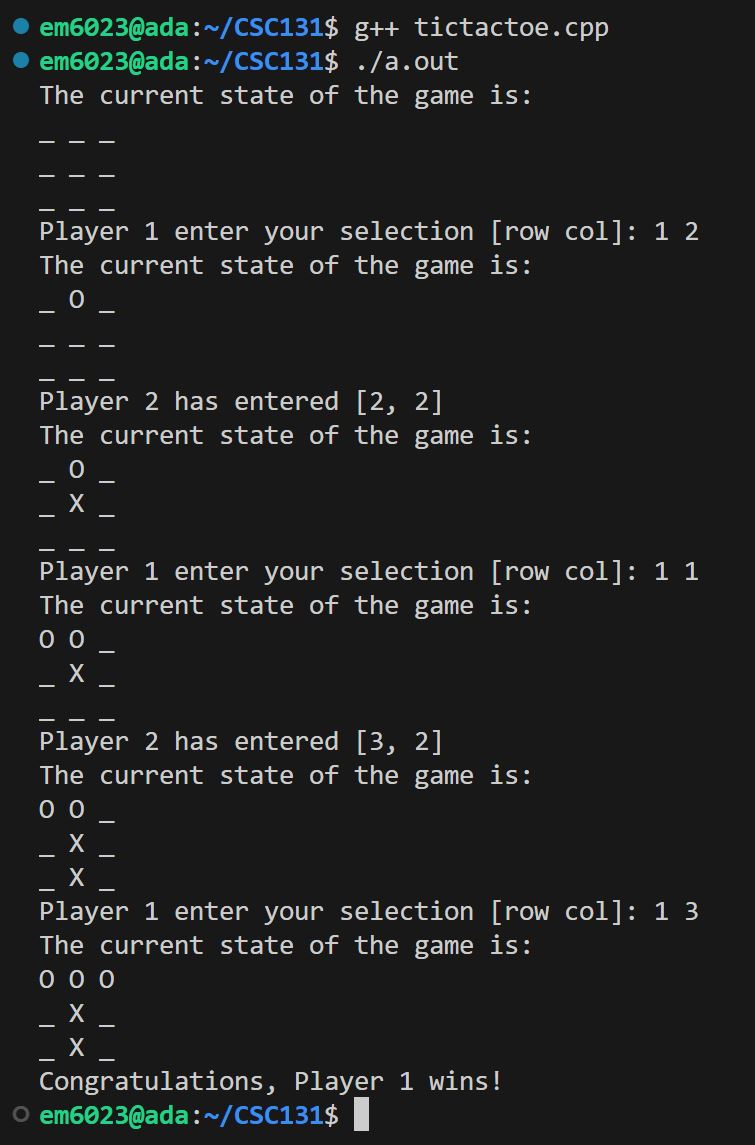 em6023@ada:~/CSC131$ g++ tictactoe.cpp
em6023@ada:~/CSC131$ ./a.out
The current state of the game is:
_ _ _
_ _ _
_ _ _
Player 1 enter your selection [row col]: 1 2
The current state of the game is:
_ O _
_ _ _
_ _ _
Player 2 has entered [2, 2]
The current state of the game is:
_ O _
_ X _
_ _ _
Player 1 enter your selection [row col]: 1 1
The current state of the game is:
O O _
_ X _
_ _ _
Player 2 has entered [3, 2]
The current state of the game is:
O O _
_ X _
_ X _
Player 1 enter your selection [row col]: 1 3
The current state of the game is:
O O O
_ X _
_ X _
Congratulations, Player 1 wins!
em6023@ada:~/CSC131$